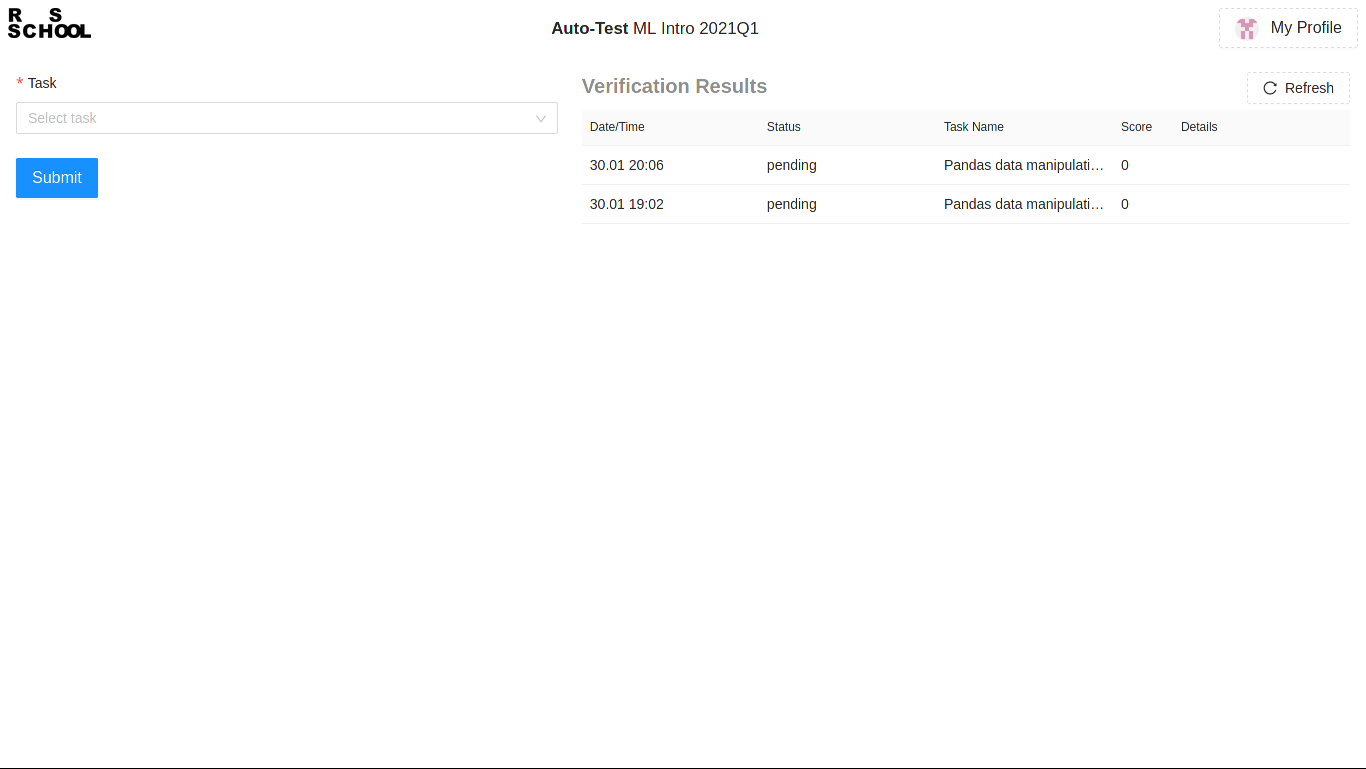 R S
SCHOOL
Auto-Test ML Intro 2021Q1
My Profile
* Task
Select task
Submit
Verification Results
Refresh
Date/Time Status Task Name Score Details
30.01 20:06 pending Pandas data manipulati… 0
30.01 19:02 pending Pandas data manipulati… 0